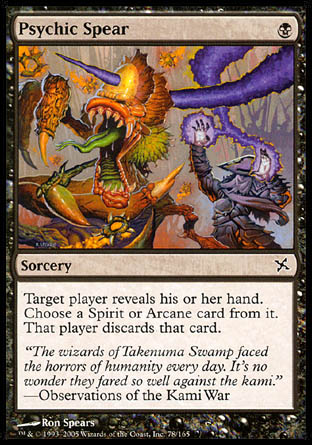 Psychic Spear
Sorcery
Target player reveals his or her hand.
Choose a Spirit or Arcane card from it.
That player discards that card.
“The wizards of Takenuma Swamp faced
the horrors of humanity every day. It’s no
wonder they fared so well against the kami.”
—Observations of the Kami War
Ron Spears
™ & © 1993–2005 Wizards of the Coast, Inc. 78/165